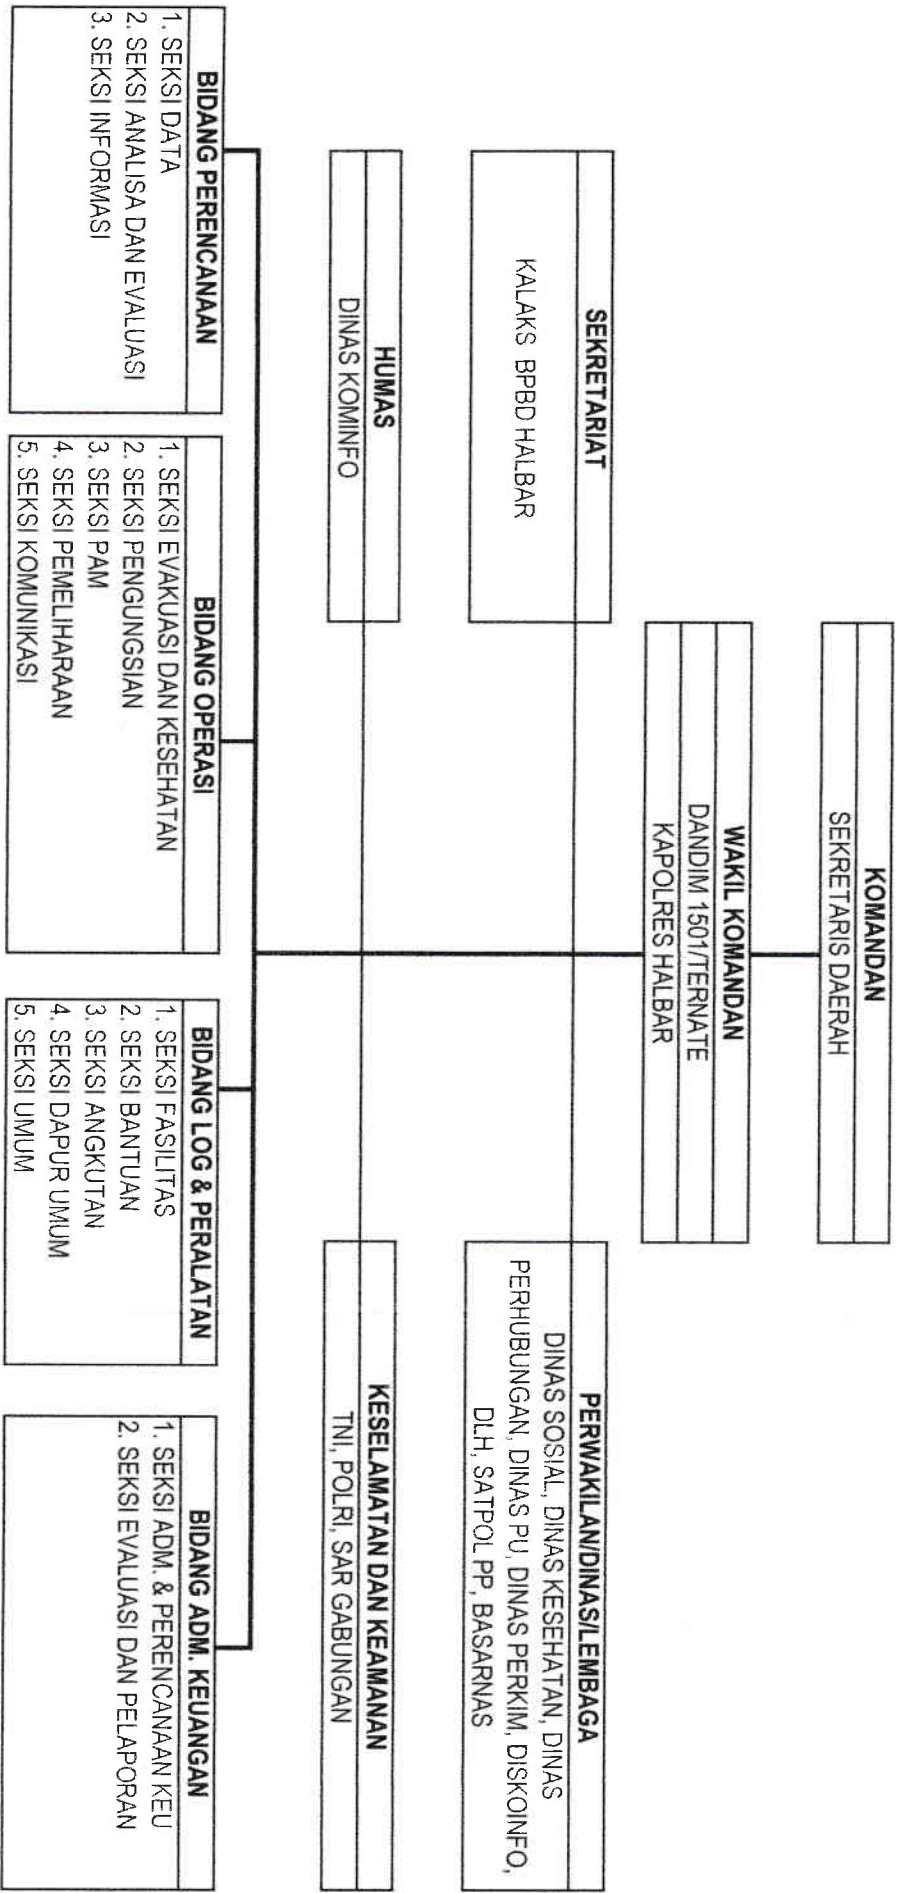 KOMANDAN
SEKRETARIS DAERAH
WAKIL KOMANDAN
DANDIM 1501/TERNATE
KAPOLRES HALBAR
SEKRETARIAT
KALAKS BPBD HALBAR
PERWAKILAN/DINAS/LEMBAGA
DINAS SOSIAL, DINAS KESEHATAN, DINAS
PERHUBUNGAN, DINAS PU, DINAS PERKIM, DISKOINFO,
DLH, SATPOL PP, BASARNAS
HUMAS
DINAS KOMINFO
KESELAMATAN DAN KEAMANAN
TNI, POLRI, SAR GABUNGAN
BIDANG PERENCANAAN
1. SEKSI DATA
2. SEKSI ANALISA DAN EVALUASI
3. SEKSI INFORMASI
BIDANG OPERASI
1. SEKSI EVAKUASI DAN KESEHATAN
2. SEKSI PENGUNGSIAN
3. SEKSI PAM
4. SEKSI PEMELIHARAAN
5. SEKSI KOMUNIKASI
BIDANG LOG & PERALATAN
1. SEKSI FASILITAS
2. SEKSI BANTUAN
3. SEKSI ANGKUTAN
4. SEKSI DAPUR UMUM
5. SEKSI UMUM
BIDANG ADM. KEUANGAN
1. SEKSI ADM. & PERENCANAAN KEU
2. SEKSI EVALUASI DAN PELAPORAN